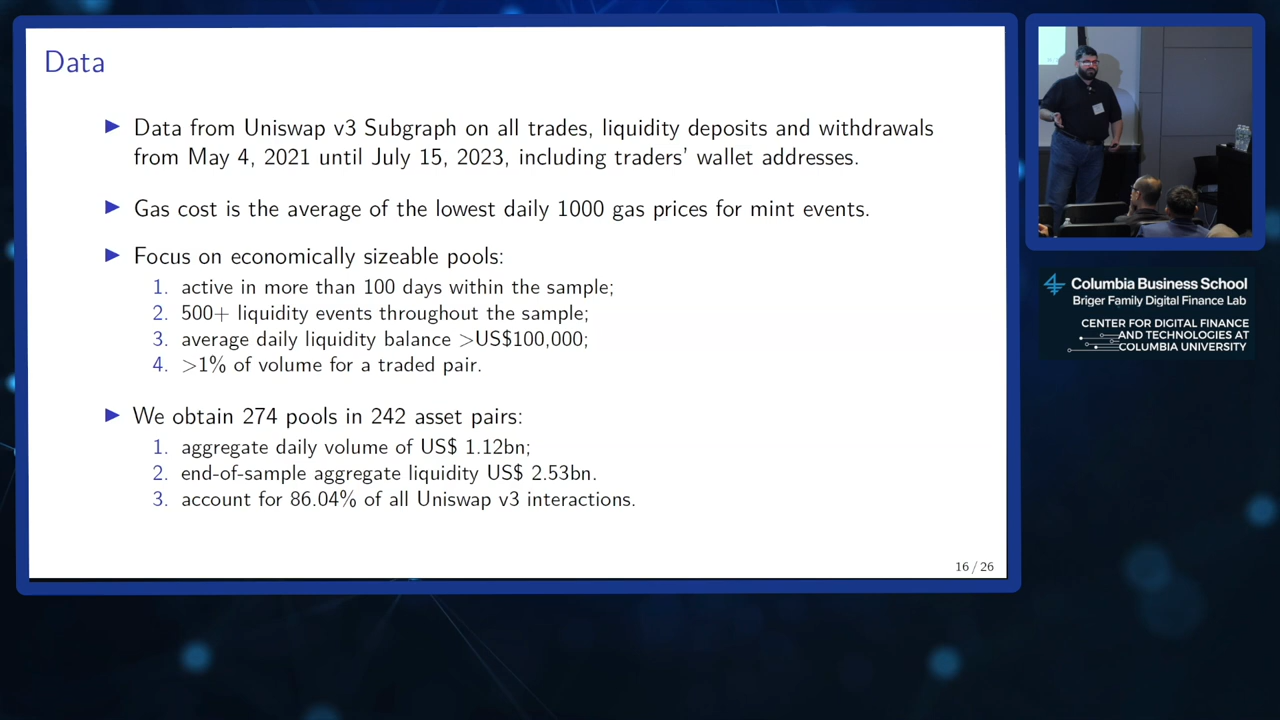 Data
▶ Data from Uniswap v3 Subgraph on all trades, liquidity deposits and withdrawals
from May 4, 2021 until July 15, 2023, including traders' wallet addresses.
▶ Gas cost is the average of the lowest daily 1000 gas prices for mint events.
▶ Focus on economically sizeable pools:
1. active in more than 100 days within the sample;
2. 500+ liquidity events throughout the sample;
3. average daily liquidity balance >US$100,000;
4. >1% of volume for a traded pair.
▶ We obtain 274 pools in 242 asset pairs:
1. aggregate daily volume of US$ 1.12bn;
2. end-of-sample aggregate liquidity US$ 2.53bn.
3. account for 86.04% of all Uniswap v3 interactions.
16 / 26
Columbia Business School
Briger Family Digital Finance Lab
CENTER FOR DIGITAL FINANCE
AND TECHNOLOGIES AT
COLUMBIA UNIVERSITY